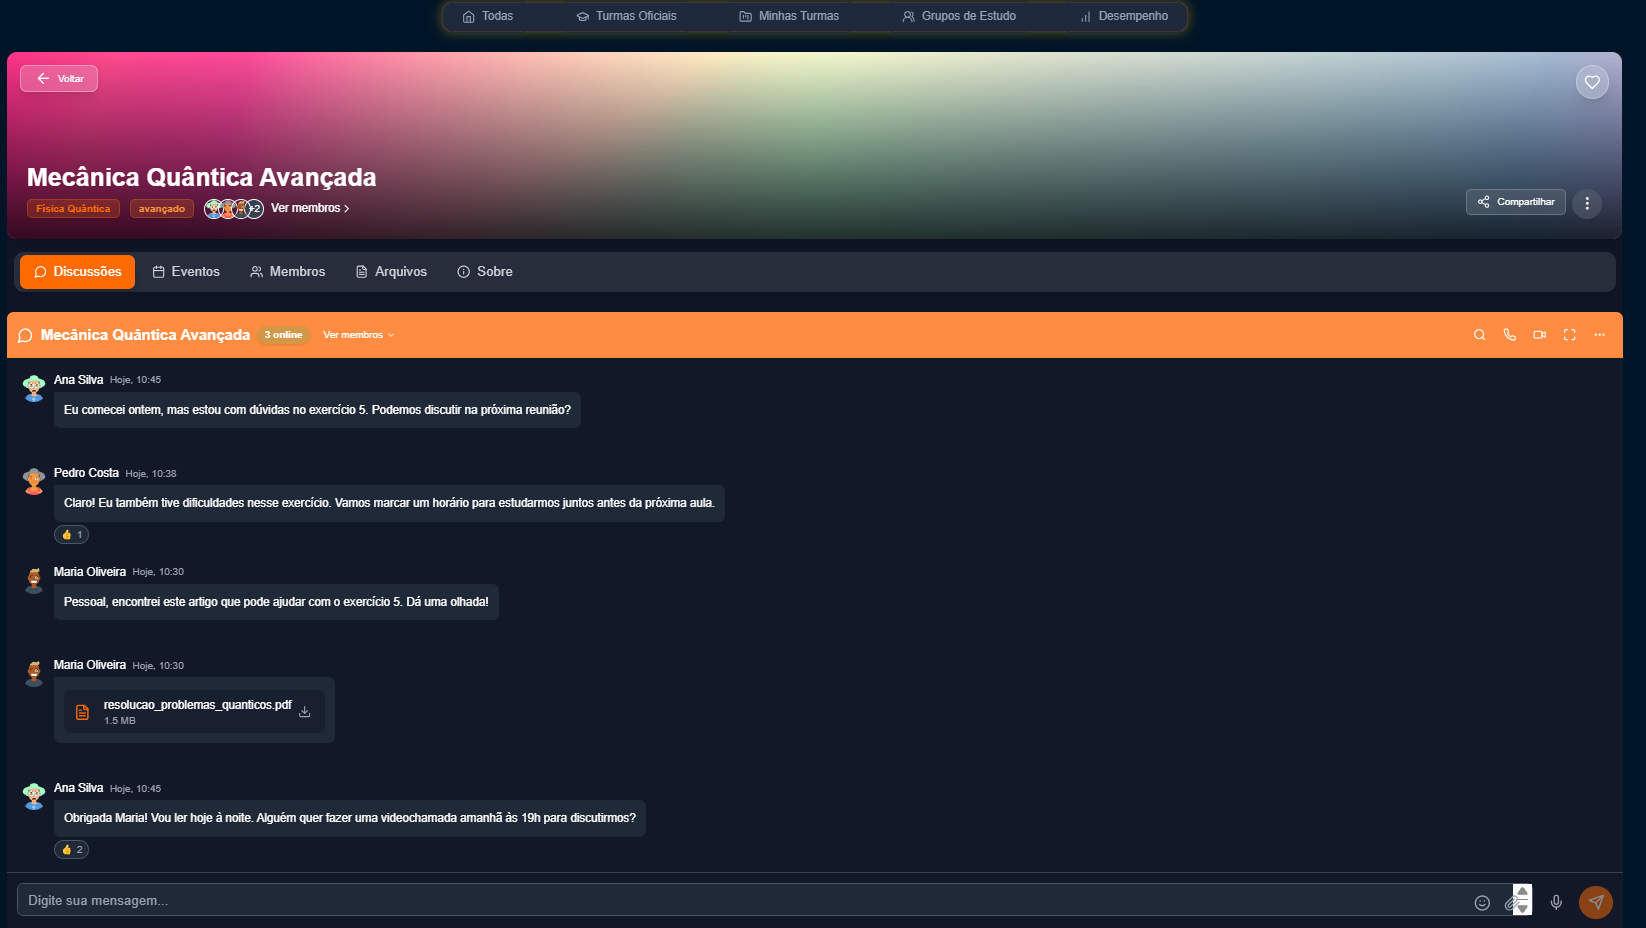 Todas Turmas Oficiais Minhas Turmas Grupos de Estudo Desempenho
Voltar
Mecânica Quântica Avançada
Física Quântica avançado +2 Ver membros
Compartilhar
Discussões Eventos Membros Arquivos Sobre
Mecânica Quântica Avançada 3 online Ver membros
Ana Silva Hoje, 10:45
Eu comecei ontem, mas estou com dúvidas no exercício 5. Podemos discutir na próxima reunião?
Pedro Costa Hoje, 10:38
Claro! Eu também tive dificuldades nesse exercício. Vamos marcar um horário para estudarmos juntos antes da próxima aula.
👍 1
Maria Oliveira Hoje, 10:30
Pessoal, encontrei este artigo que pode ajudar com o exercício 5. Dá uma olhada!
Maria Oliveira Hoje, 10:30
resolucao_problemas_quanticos.pdf
1.5 MB
Ana Silva Hoje, 10:45
Obrigada Maria! Vou ler hoje à noite. Alguém quer fazer uma videochamada amanhã às 19h para discutirmos?
👍 2
Digite sua mensagem...